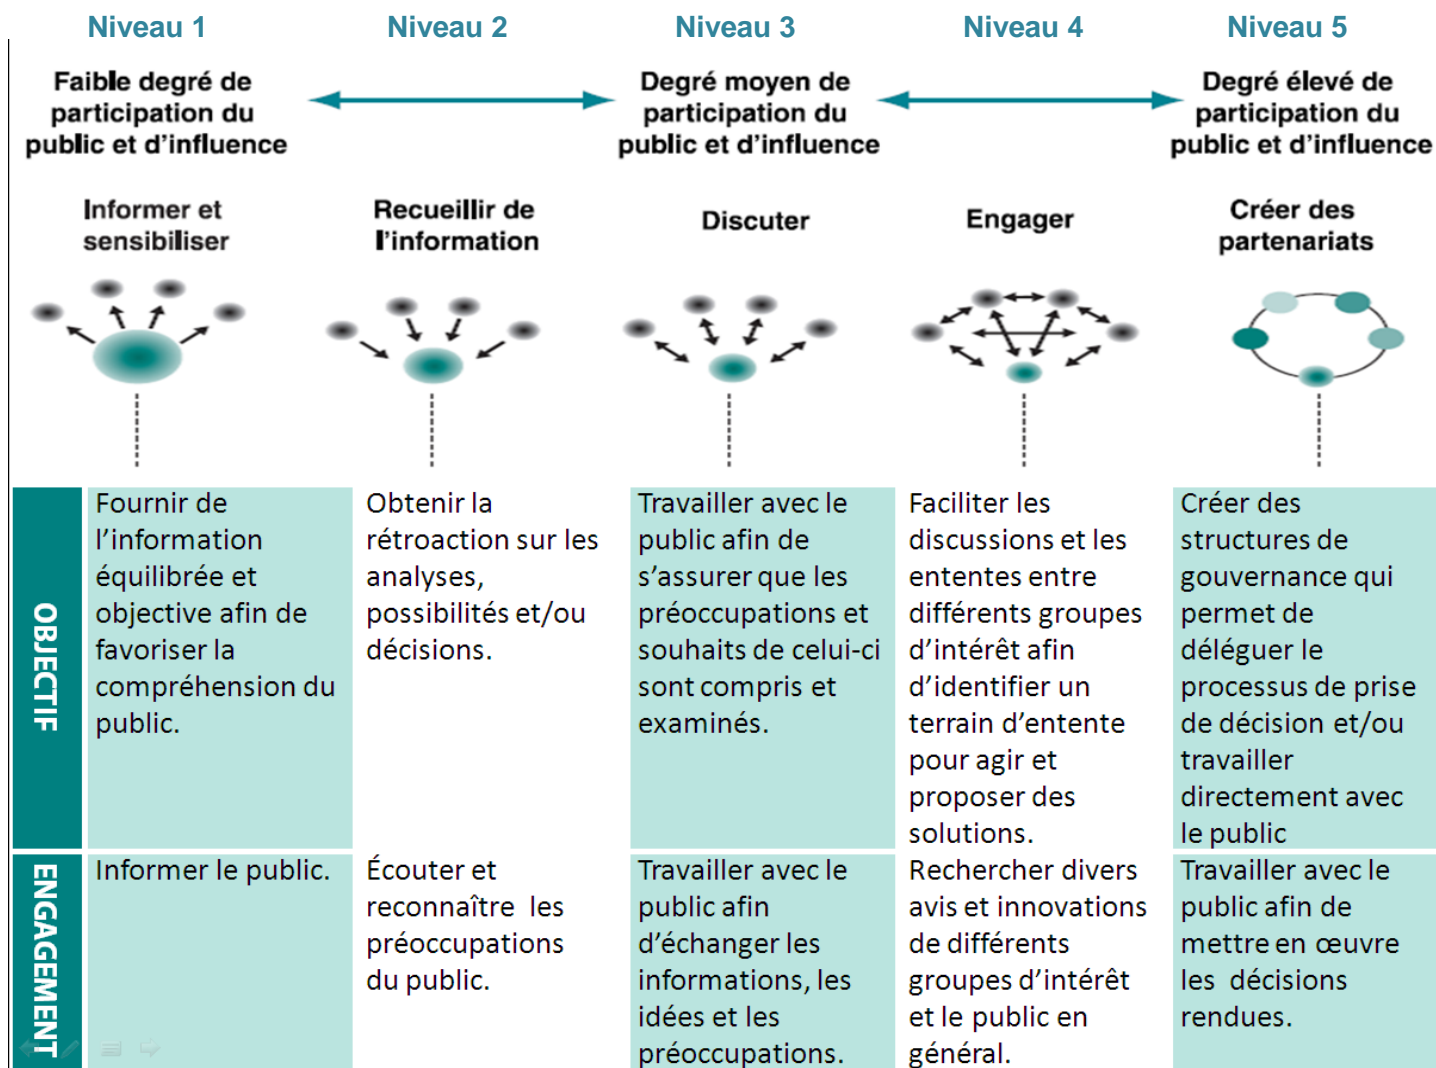 Niveau 1
Niveau 2
Niveau 3
Niveau 4
Niveau 5
Faible degré de
participation du
public et d'influence
Degré moyen de
participation du
public et d'influence
Degré élevé de
participation du
public et d'influence
Informer et
sensibiliser
Recueillir de
l'information
Discuter
Engager
Créer des
partenariats
OBJECTIF
Fournir de
l'information
équilibrée et
objective afin de
favoriser la
compréhension du
public.
Obtenir la
rétroaction sur les
analyses,
possibilités et/ou
décisions.
Travailler avec le
public afin de
s'assurer que les
préoccupations et
souhaits de celui-ci
sont compris et
examinés.
Faciliter les
discussions et les
ententes entre
différents groupes
d'intérêt afin
d'identifier un
terrain d'entente
pour agir et
proposer des
solutions.
Créer des
structures de
gouvernance qui
permet de
déléguer le
processus de prise
de décision et/ou
travailler
directement avec
le public
ENGAGEMENT
Informer le public.
Écouter et
reconnaître les
préoccupations
du public.
Travailler avec le
public afin
d'échanger les
informations, les
idées et les
préoccupations.
Rechercher divers
avis et innovations
de différents
groupes d'intérêt
et le public en
général.
Travailler avec le
public afin de
mettre en œuvre
les décisions
rendues.